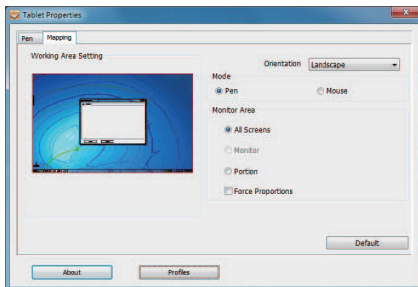 Tablet Properties
Pen Mapping
Working Area Setting
Orientation Landscape
Mode
Pen Mouse
Monitor Area
All Screens
Monitor
Portion
Force Proportions
Default
About Profiles